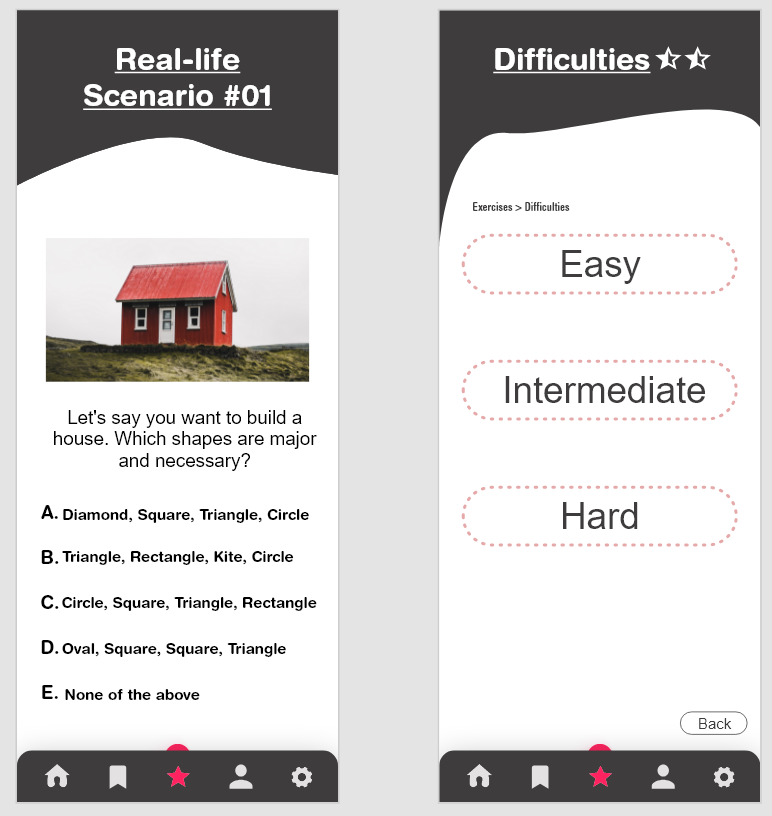 Real-life
Scenario #01
Let's say you want to build a
house. Which shapes are major
and necessary?
A. Diamond, Square, Triangle, Circle
B. Triangle, Rectangle, Kite, Circle
C. Circle, Square, Triangle, Rectangle
D. Oval, Square, Square, Triangle
E. None of the above
Difficulties
Exercises > Difficulties
Easy
Intermediate
Hard
Back